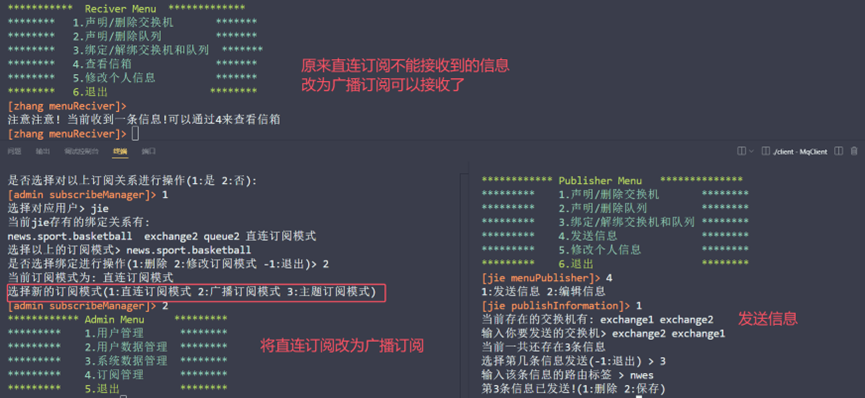 *********** Reciver Menu ************
******** 1.声明/删除交换机 *******
******** 2.声明/删除队列 ********
******** 3.绑定/解绑交换机和队列 *******
******** 4.查看信箱 ********
******** 5.修改个人信息 ********
******** 6.退出 *********
[zhang menuReciver]>
注意注意! 当前收到一条信息!可以通过4来查看信箱
[zhang menuReciver]>
原来直连订阅不能接收到的信息
改为广播订阅可以接收了
问题 输出 调试控制台 终端 端口
./client - MqClient
是否选择对以上订阅关系进行操作(1:是 2:否):
[admin subscribeManager]> 1
选择对应用户> jie
当前jie存有的绑定关系有:
news.sport.basketball exchange2 queue2 直连订阅模式
选择以上的订阅模式> news.sport.basketball
是否选择绑定进行操作(1:删除 2:修改订阅模式 -1:退出)> 2
当前订阅模式为: 直连订阅模式
选择新的订阅模式(1:直连订阅模式 2:广播订阅模式 3:主题订阅模式)
[admin subscribeManager]> 2
************ Admin Menu *********
********* 1.用户管理 *********
********* 2.用户数据管理 *********
********* 3.系统数据管理 *********
********* 4.订阅管理 *********
********* 5.退出 *********
将直连订阅改为广播订阅
************ Publisher Menu **************
********* 1.声明/删除交换机 ********
********* 2.声明/删除队列 ********
********* 3.绑定/解绑交换机和队列 ********
********* 4.发送信息 ********
********* 5.修改个人信息 ********
********* 6.退出 ********
[jie menuPublisher]> 4
1:发送信息 2:编辑信息
[jie publishInformation]> 1
当前存在的交换机有: exchange1 exchange2
输入你要发送的交换机> exchange2 exchange1
当前一共还存在3条信息
选择第几条信息发送(-1:退出) > 3
输入该条信息的路由标签 > nwes
第3条信息已发送!(1:删除 2:保存)
发送信息